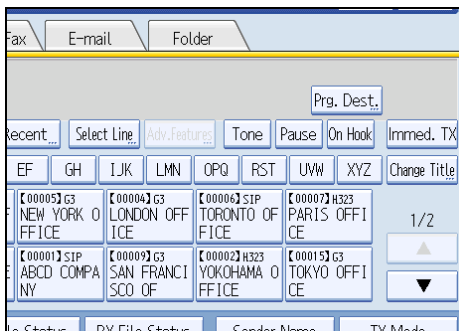 Fax E-mail Folder
Prg. Dest.
Recent Select Line Adv.Features Tone Pause On Hook Immed. TX
EF GH IJK LMN OPQ RST UVW XYZ Change Title
【00005】G3 【00004】G3 【00006】SIP 【00007】H323
NEW YORK O LONDON OFF TORONTO OF PARIS OFFI
FFICE ICE FICE CE
1/2
【00001】SIP 【00009】G3 【00002】H323 【00015】G3
ABCD COMPA SAN FRANCI YOKOHAMA O TOKYO OFFI
NY SCO OF FFICE CE
Status RX File Status Sender Name TX Mode